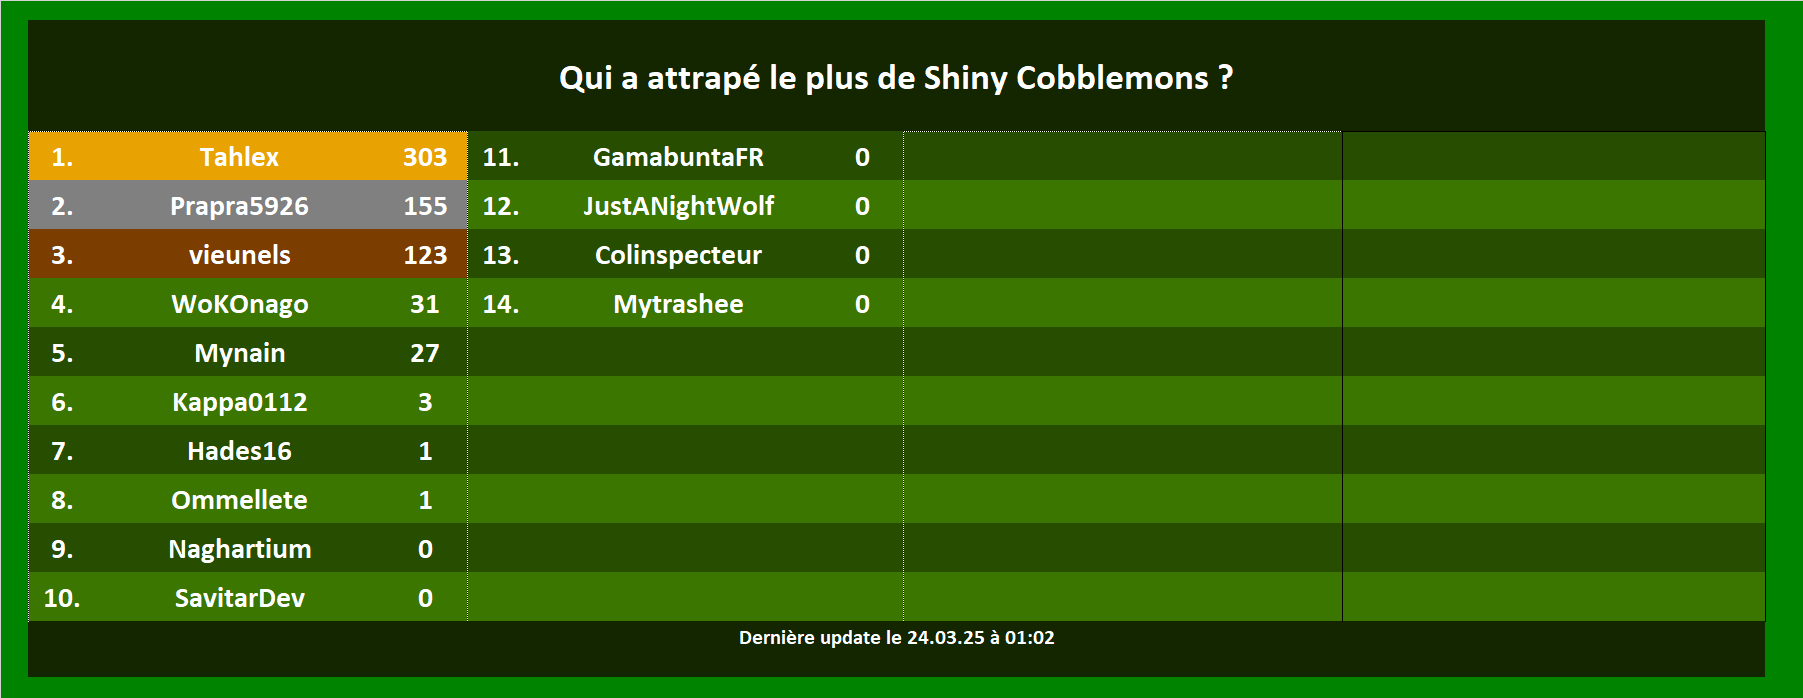 Qui a attrapé le plus de Shiny Cobblemons ?
1. Tahlex 303
2. Prapra5926 155
3. vieunels 123
4. WoKOnago 31
5. Mynain 27
6. Kappa0112 3
7. Hades16 1
8. Ommellete 1
9. Naghartium 0
10. SavitarDev 0
11. GamabuntaFR 0
12. JustANightWolf 0
13. Colinspecteur 0
14. Mytrashee 0
Dernière update le 24.03.25 à 01:02